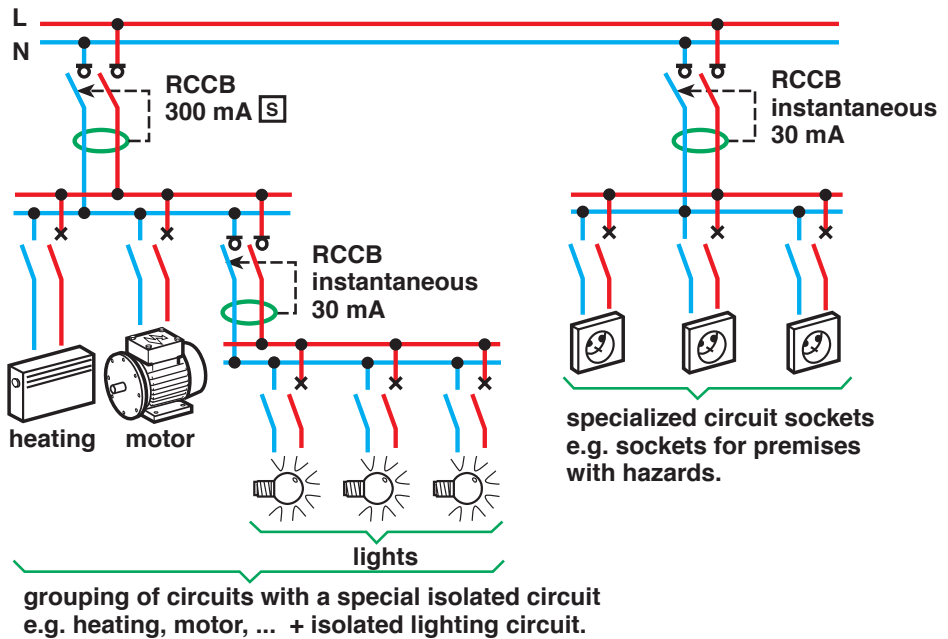 L
N
RCCB
300 mA S
RCCB
instantaneous
30 mA
RCCB
instantaneous
30 mA
heating
motor
specialized circuit sockets
e.g. sockets for premises
with hazards.
lights
grouping of circuits with a special isolated circuit
e.g. heating, motor, ... + isolated lighting circuit.